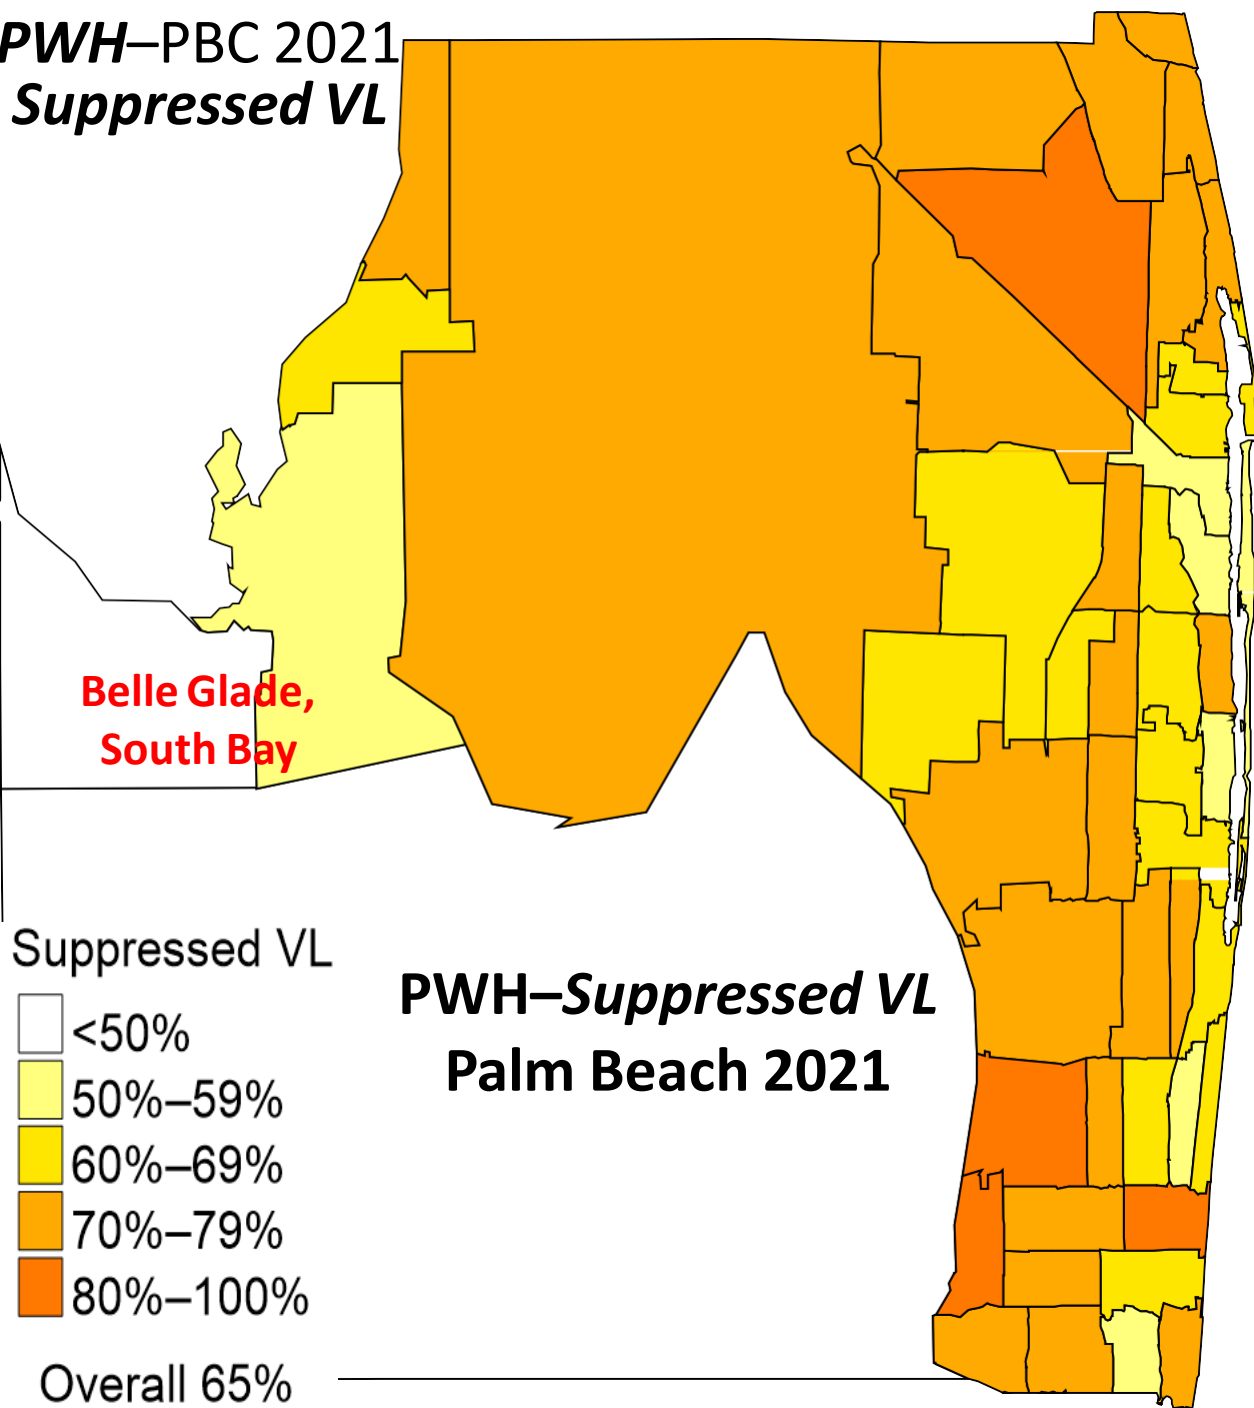 PWH–PBC 2021
Suppressed VL
Belle Glade,
South Bay
PWH–Suppressed VL
Palm Beach 2021
Suppressed VL
<50%
50%–59%
60%–69%
70%–79%
80%–100%
Overall 65%